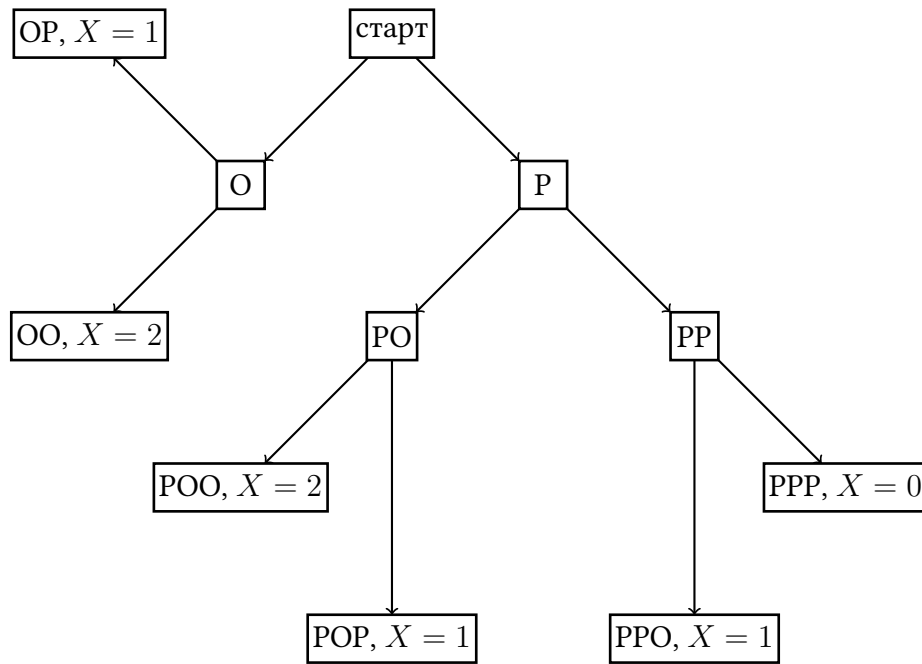 ОР, X = 1
старт
О
Р
ОО, X = 2
РО
РР
РОО, X = 2
РРР, X = 0
РОР, X = 1
РРО, X = 1